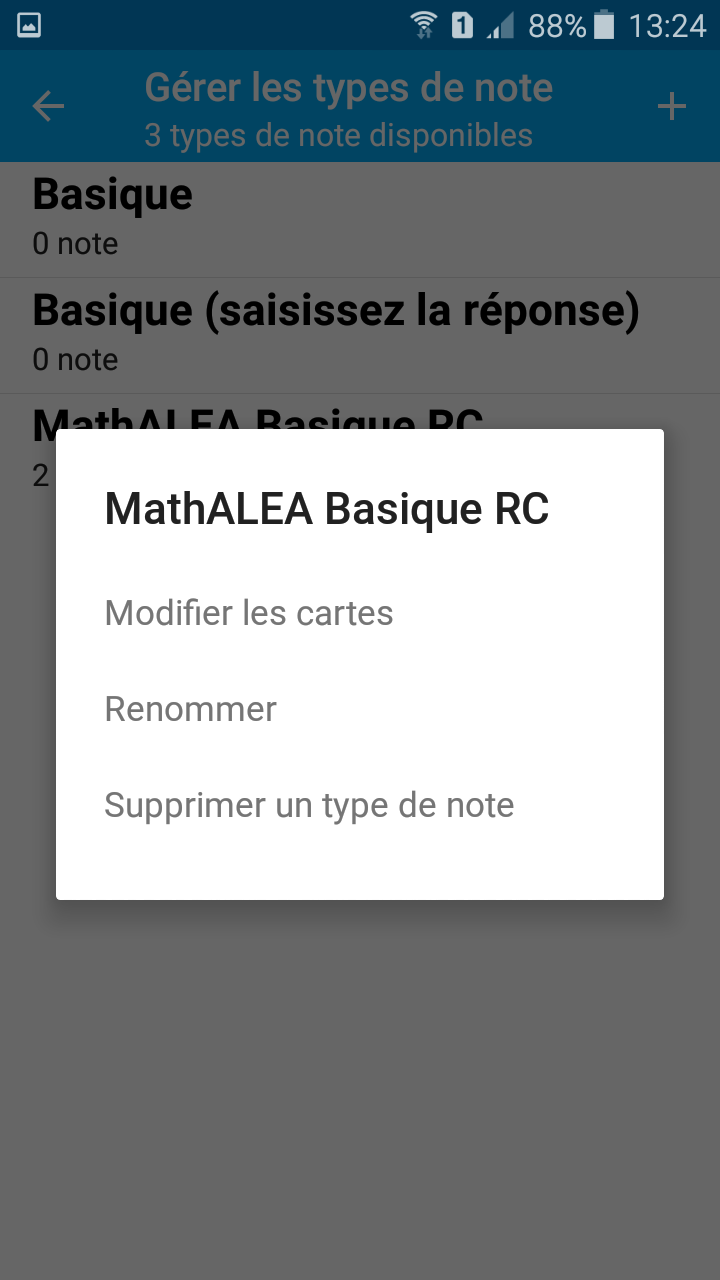 88% 13:24
Gérer les types de note
3 types de note disponibles
Basique
0 note
Basique (saisissez la réponse)
0 note
MathALEA Basique RC
2
MathALEA Basique RC
Modifier les cartes
Renommer
Supprimer un type de note